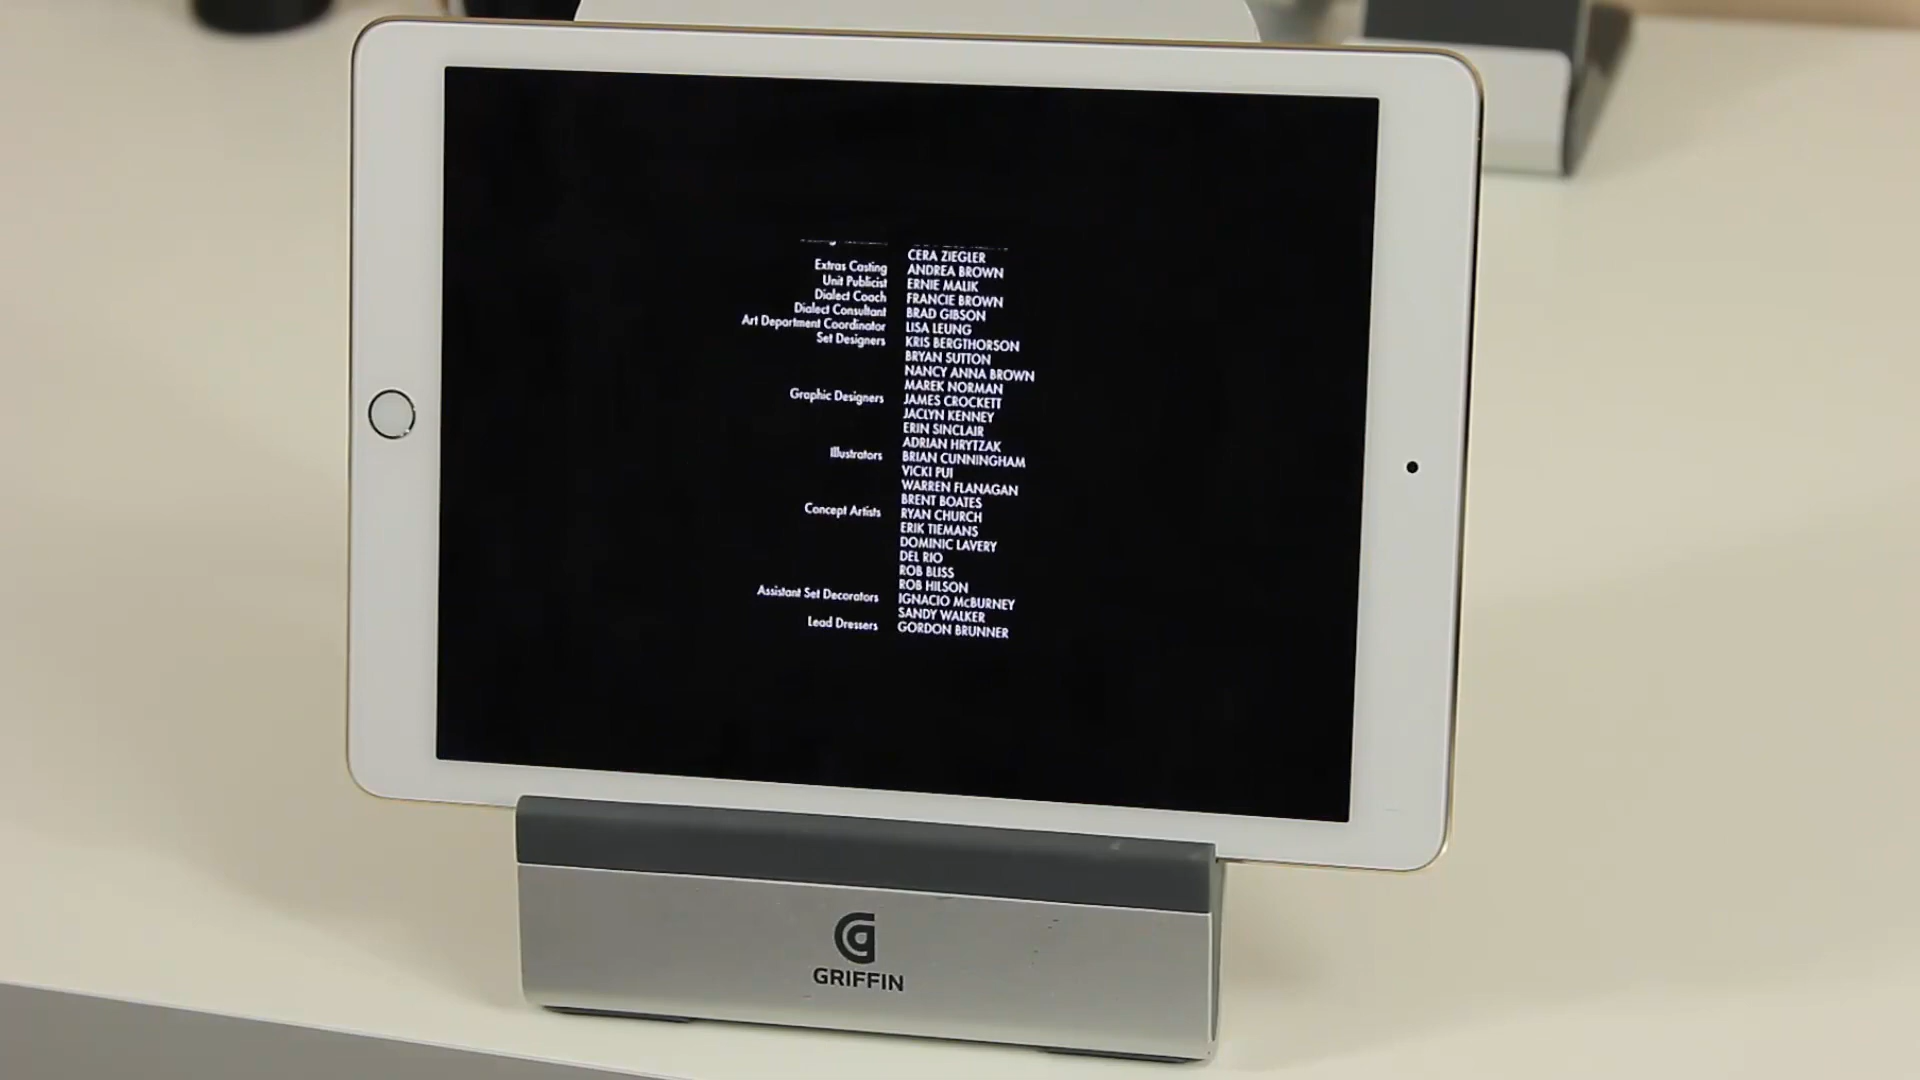 CERA ZIEGLER
Extras Casting ANDREA BROWN
Unit Publicist ERNIE MALIK
Dialect Coach FRANCIE BROWN
Dialect Consultant BRAD GIBSON
Art Department Coordinator LISA LEUNG
Set Designers KRIS BERGTHORSON
BRYAN SUTTON
NANCY ANNA BROWN
MAREK NORMAN
Graphic Designers JAMES CROCKETT
JACLYN KENNEY
ERIN SINCLAIR
ADRIAN HRYTZAK
Illustrators BRIAN CUNNINGHAM
VICKI PUI
WARREN FLANAGAN
BRENT BOATES
Concept Artists RYAN CHURCH
ERIK TIEMANS
DOMINIC LAVERY
DEL RIO
ROB BLISS
ROB HILSON
Assistant Set Decorators IGNACIO McBURNEY
SANDY WALKER
Lead Dressers GORDON BRUNNER
GRIFFIN